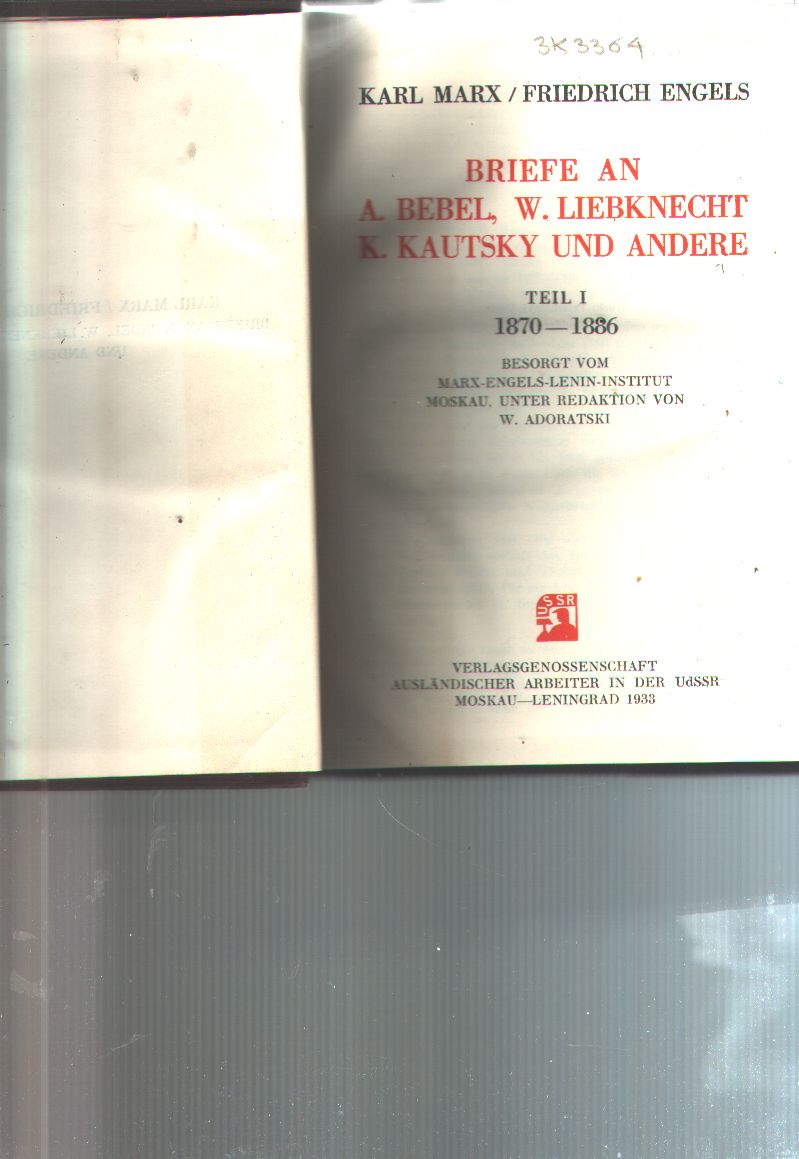 3K3364
KARL MARX / FRIEDRICH ENGELS
BRIEFE AN
A. BEBEL, W. LIEBKNECHT
K. KAUTSKY UND ANDERE
TEIL I
1870—1886
BESORGT VOM
MARX-ENGELS-LENIN-INSTITUT
MOSKAU, UNTER REDAKTION VON
W. ADORATSKI
USSR
VERLAGSGENOSSENSCHAFT
AUSLÄNDISCHER ARBEITER IN DER UdSSR
MOSKAU—LENINGRAD 1933